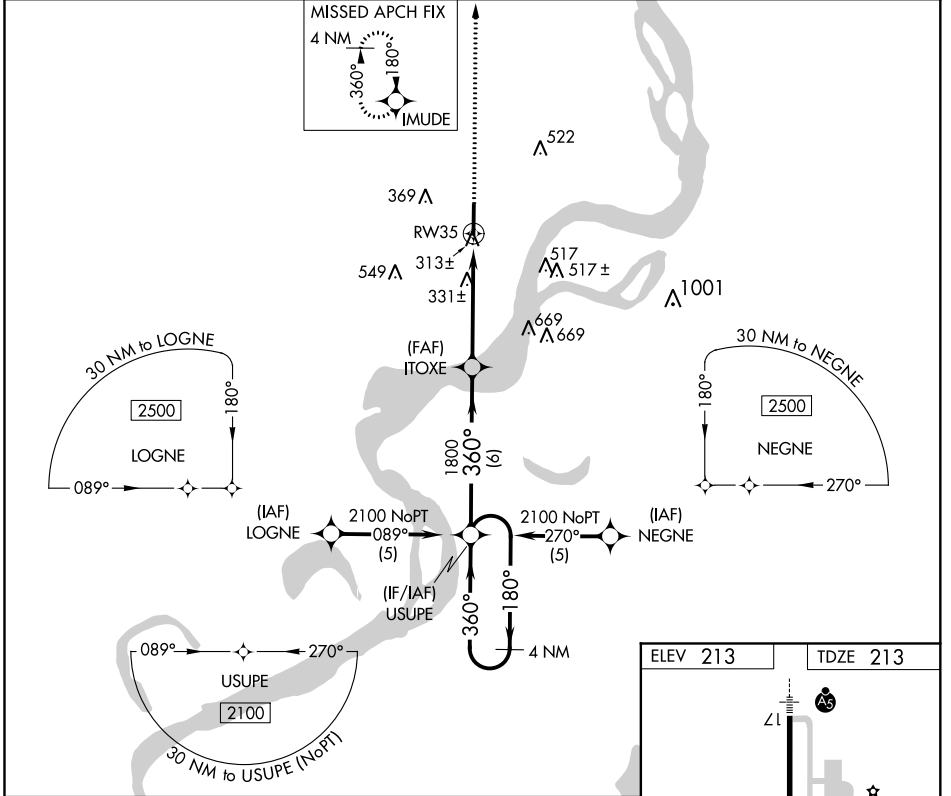 MISSED APCH FIX
4 NM
360°
180°
IMUDE
522
369
RW35
313±
549
331±
517
517 ±
1001
669
669
(FAF)
ITOXE
30 NM to LOGNE
2500
180°
LOGNE
089°
30 NM to NEGNE
180°
2500
NEGNE
270°
1800
360°
(6)
(IAF)
LOGNE
2100 NoPT
089°
(5)
2100 NoPT
270°
(5)
(IAF)
NEGNE
(IF/IAF)
USUPE
360°
180°
4 NM
089°
270°
USUPE
2100
30 NM to USUPE (NoPT)
ELEV 213
TDZE 213
17
A5